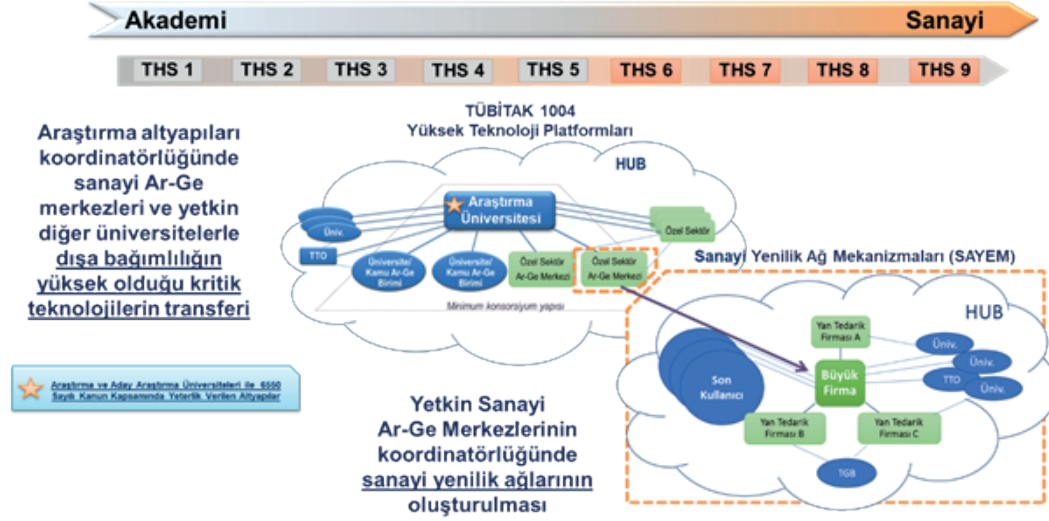 Akademi
Sanayi
THS 1
THS 2
THS 3
THS 4
THS 5
THS 6
THS 7
THS 8
THS 9
TÜBİTAK 1004
Yüksek Teknoloji Platformları
Araştırma altyapıları
koordinatörlüğünde
sanayi Ar-Ge
merkezleri ve yetkin
diğer üniversitelerle
dışa bağımlılığın
yüksek olduğu kritik
teknolojilerin transferi
HUB
Araştırma
Üniversitesi
Üniv.
TTO
Üniversite/
Kamu Ar-Ge
Birimi
Üniversite/
Kamu Ar-Ge
Birimi
Özel Sektör
Ar-Ge Merkezi
Özel Sektör
Ar-Ge Merkezi
Özel Sektör
Minimum konsorsiyum yapısı
Sanayi Yenilik Ağ Mekanizmaları (SAYEM)
HUB
Yan Tedarik
Firması A
Üniv.
Üniv.
TTO
Üniv.
Son
Kullanıcı
Büyük
Firma
Yan Tedarik
Firması B
Yan Tedarik
Firması C
TGB
Araştırma ve Aday Araştırma Üniversiteleri ile 6550
Sayılı Kanun Kapsamında Yeterlik Verilen Altyapılar
Yetkin Sanayi
Ar-Ge Merkezlerinin
koordinatörlüğünde
sanayi yenilik ağlarının
oluşturulması